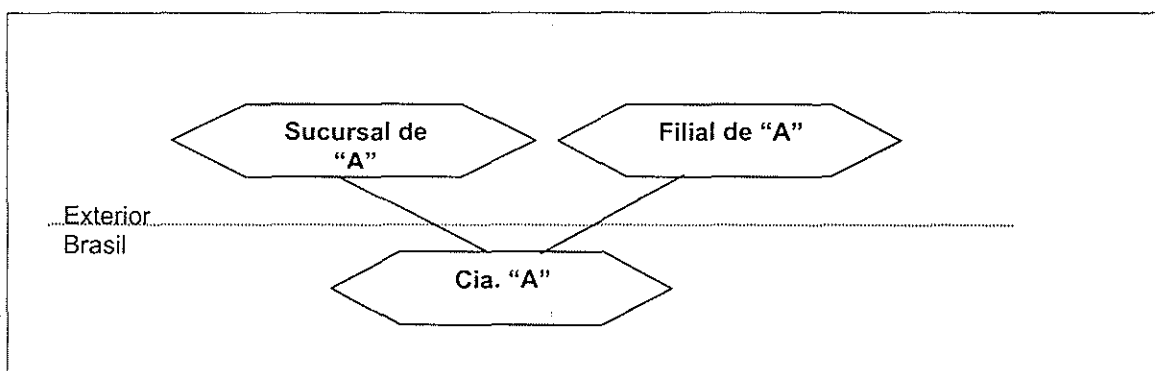 Sucursal de
“A”
Filial de “A”
Exterior
Brasil
Cia. “A”